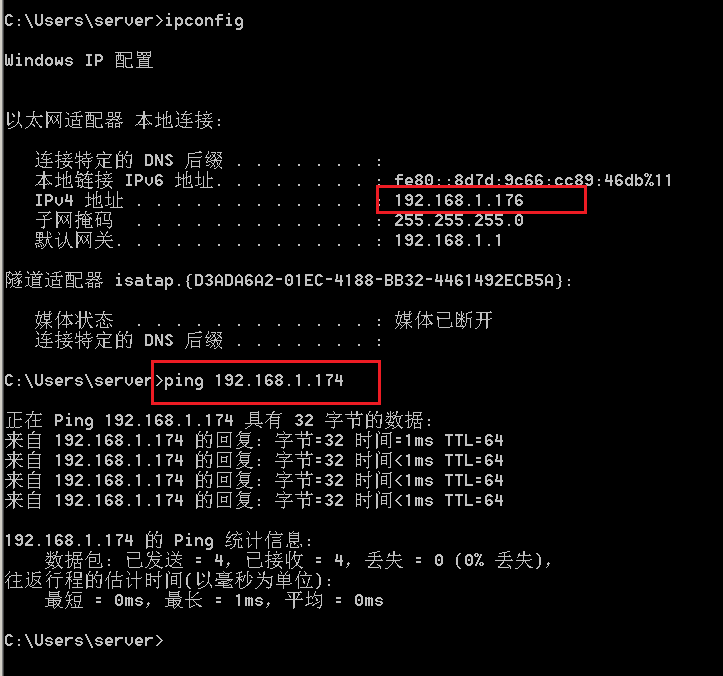 C:\Users\server>ipconfig
Windows IP 配置
以太网适配器 本地连接:
连接特定的 DNS 后缀 . . . . . . . :
本地链接 IPv6 地址. . . . . . . . : fe80::8d7d:9c66:cc89:46db%11
IPv4 地址 . . . . . . . . . . . . : 192.168.1.176
子网掩码 . . . . . . . . . . . . : 255.255.255.0
默认网关. . . . . . . . . . . . . : 192.168.1.1
隧道适配器 isatap.{D3ADA6A2-01EC-4188-BB32-4461492ECB5A}:
媒体状态 . . . . . . . . . . . . : 媒体已断开
连接特定的 DNS 后缀 . . . . . . . :
C:\Users\server>ping 192.168.1.174
正在 Ping 192.168.1.174 具有 32 字节的数据:
来自 192.168.1.174 的回复: 字节=32 时间=1ms TTL=64
来自 192.168.1.174 的回复: 字节=32 时间<1ms TTL=64
来自 192.168.1.174 的回复: 字节=32 时间<1ms TTL=64
来自 192.168.1.174 的回复: 字节=32 时间<1ms TTL=64
192.168.1.174 的 Ping 统计信息:
数据包: 已发送 = 4，已接收 = 4，丢失 = 0 (0% 丢失)，
往返行程的估计时间(以毫秒为单位):
最短 = 0ms，最长 = 1ms，平均 = 0ms
C:\Users\server>